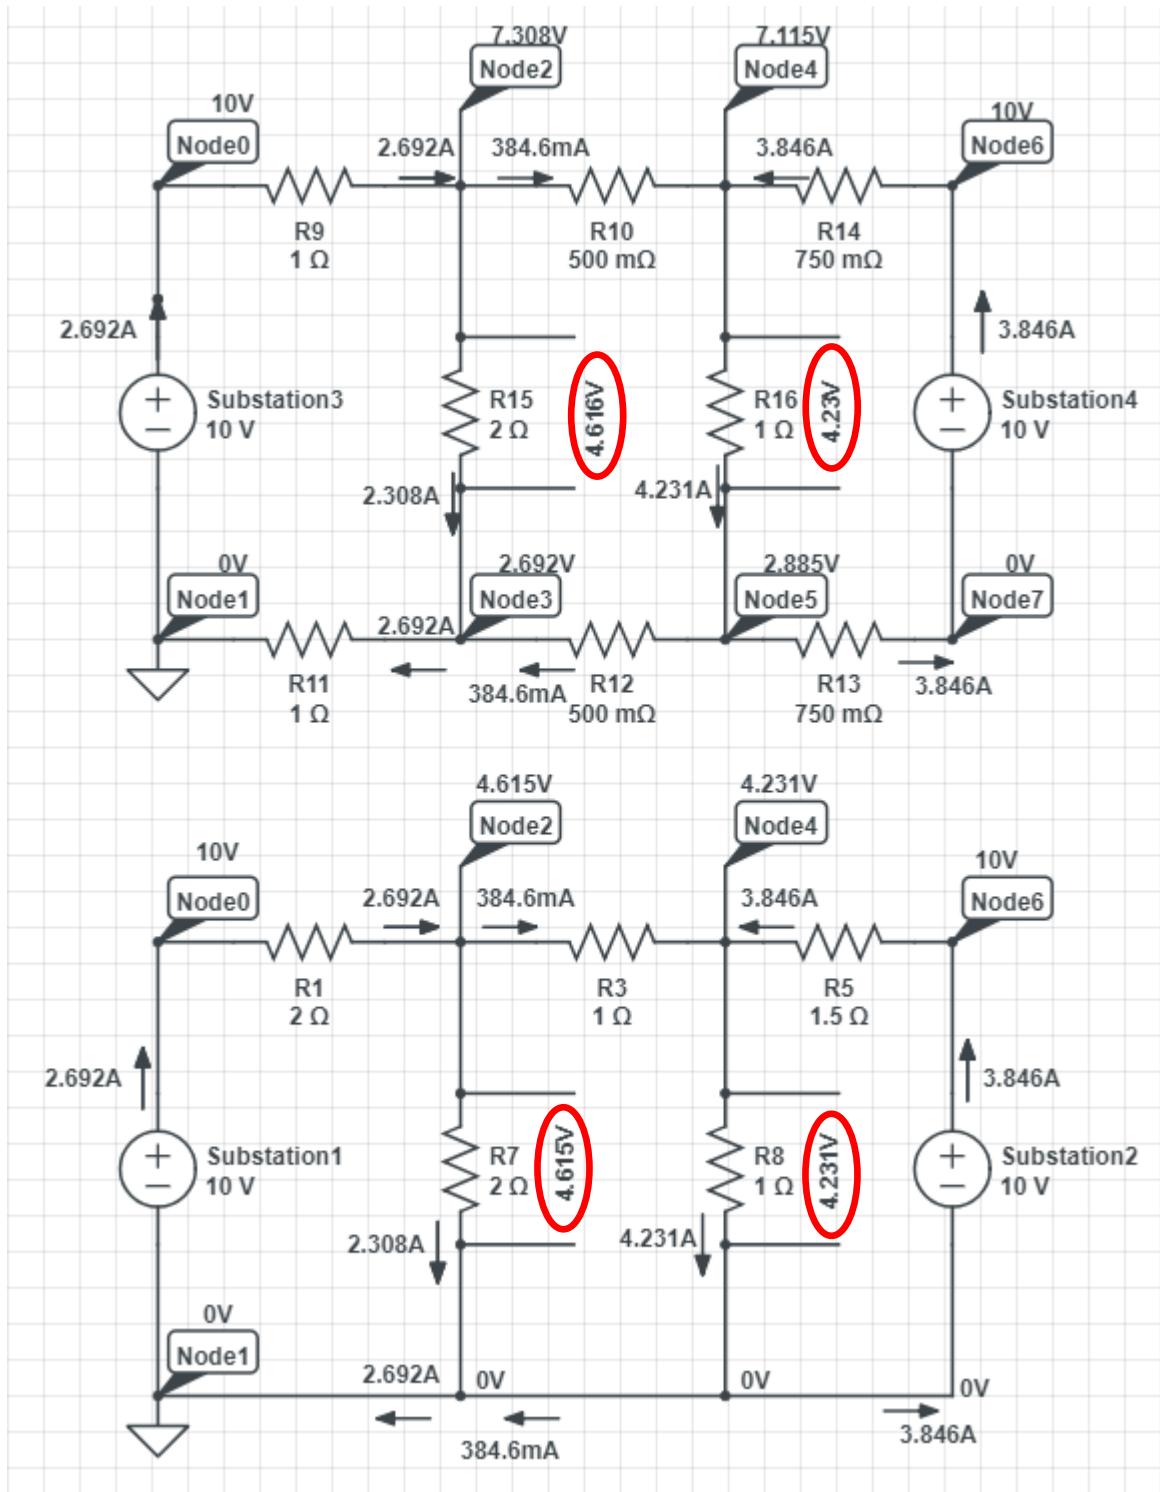 7.308V 7.115V
Node2 Node4
10V 10V
Node0 2.692A 384.6mA 3.846A Node6
R9 R10 R14
1 Ω 500 mΩ 750 mΩ
2.692A 3.846A
Substation3 R15 4.616V R16 4.23V Substation4
10 V 2 Ω 1 Ω 10 V
2.308A 4.231A
0V 2.692V 2.885V 0V
Node1 Node3 Node5 Node7
2.692A
R11 384.6mA R12 R13 3.846A
1 Ω 500 mΩ 750 mΩ
4.615V 4.231V
Node2 Node4
10V 10V
Node0 2.692A 384.6mA 3.846A Node6
R1 R3 R5
2 Ω 1 Ω 1.5 Ω
2.692A 3.846A
Substation1 R7 4.615V R8 4.231V Substation2
10 V 2 Ω 1 Ω 10 V
2.308A 4.231A
0V
Node1
2.692A 0V 0V 0V
384.6mA 3.846A